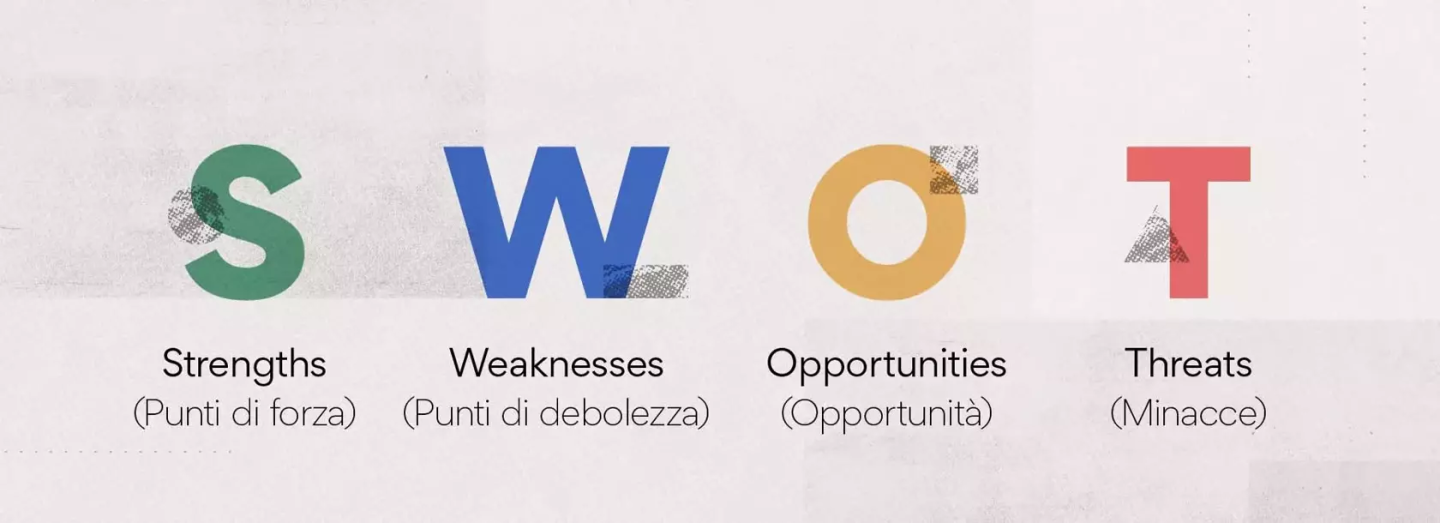 S W O T
Strengths Weaknesses Opportunities Threats
(Punti di forza) (Punti di debolezza) (Opportunità) (Minacce)